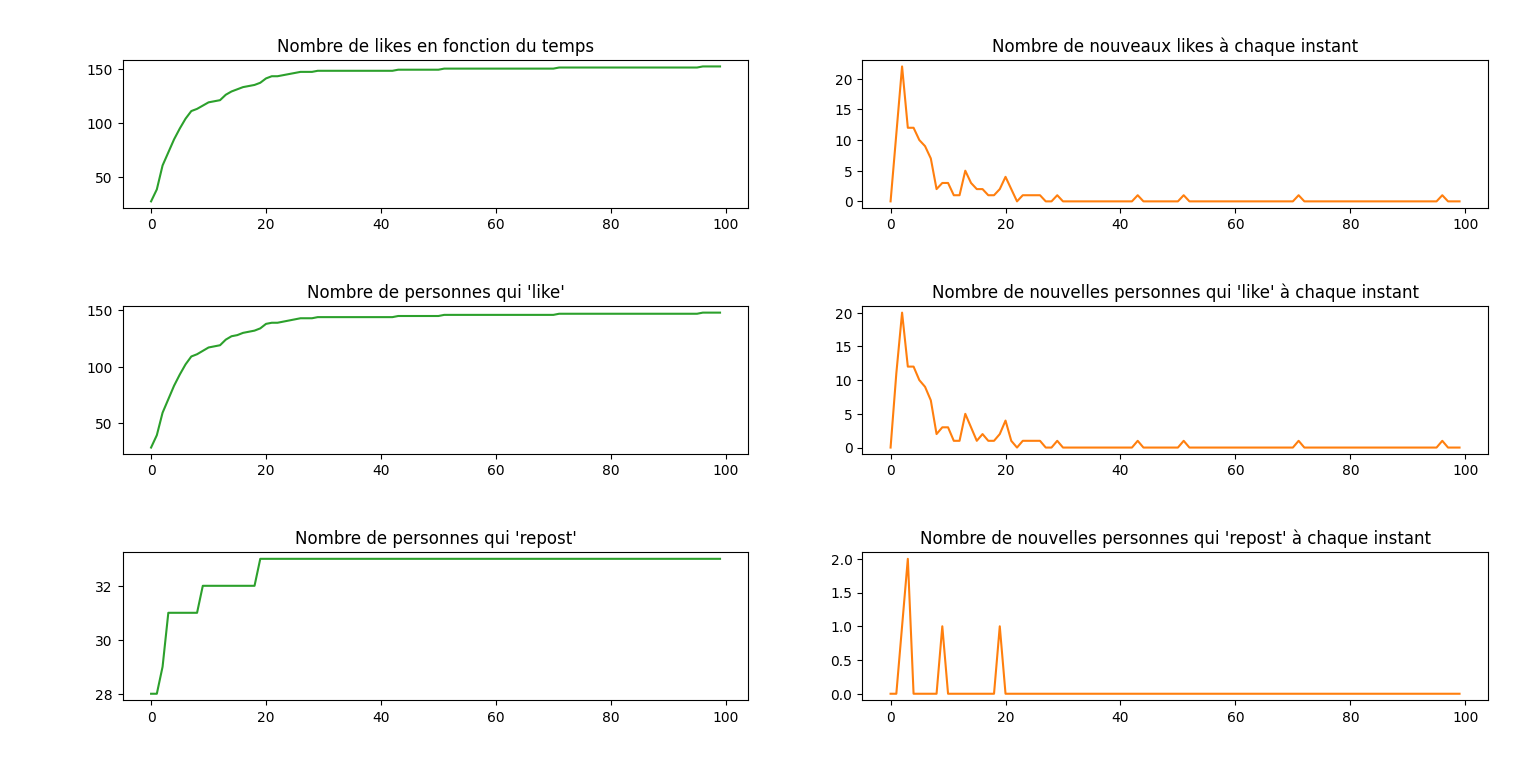 Nombre de likes en fonction du temps
150
100
50
0 20 40 60 80 100
Nombre de nouveaux likes à chaque instant
20
15
10
5
0
0 20 40 60 80 100
Nombre de personnes qui 'like'
150
100
50
0 20 40 60 80 100
Nombre de nouvelles personnes qui 'like' à chaque instant
20
15
10
5
0
0 20 40 60 80 100
Nombre de personnes qui 'repost'
32
30
28
0 20 40 60 80 100
Nombre de nouvelles personnes qui 'repost' à chaque instant
2.0
1.5
1.0
0.5
0.0
0 20 40 60 80 100